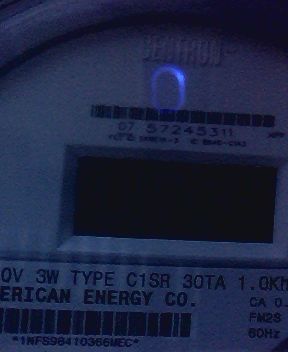 CENTRON
07 57245311
0V 3W TYPE C1SR 30TA 1.0KH
ERICAN ENERGY CO.
CA 0.
FM2S
60Hz
*1NFS98410366MEC*